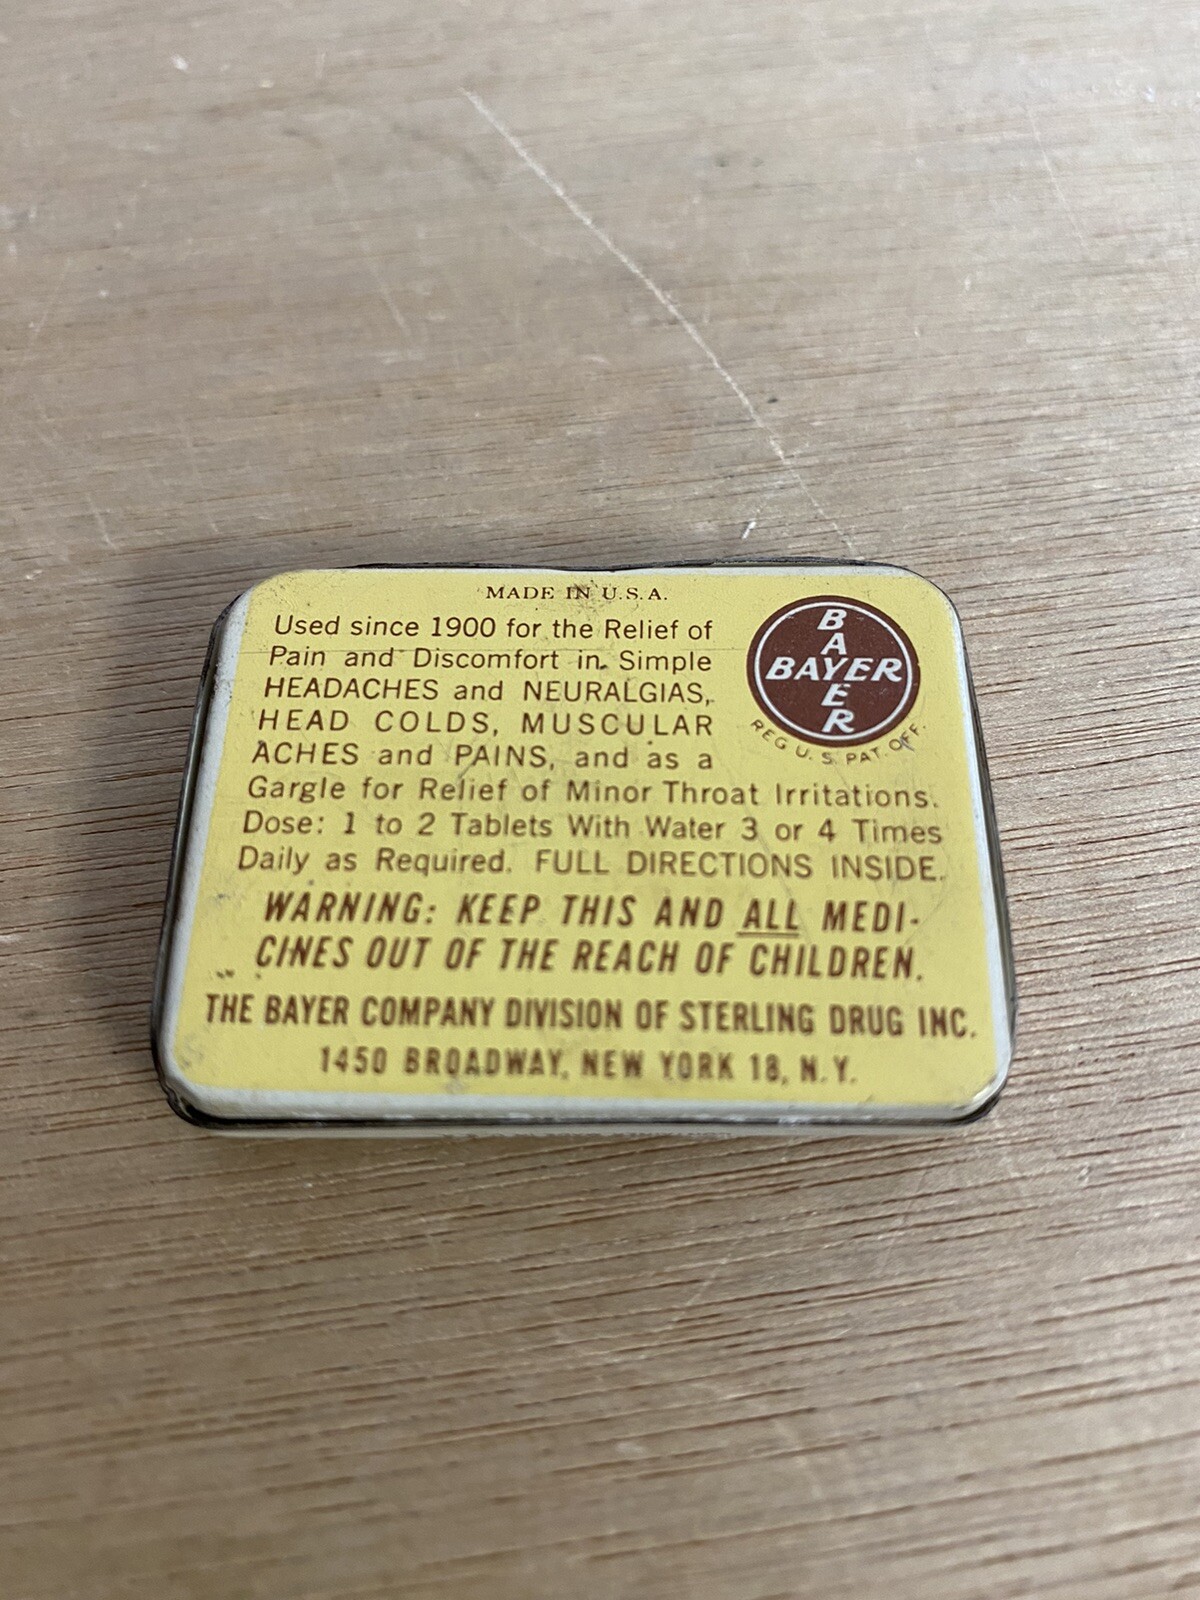 MADE IN U.S.A.
Used since 1900 for the Relief of
Pain and Discomfort in Simple
HEADACHES and NEURALGIAS,
HEAD COLDS, MUSCULAR
ACHES and PAINS, and as a
Gargle for Relief of Minor Throat Irritations.
Dose: 1 to 2 Tablets With Water 3 or 4 Times
Daily as Required. FULL DIRECTIONS INSIDE.
BAYER
BAYER
REG U. S. PAT. OFF.
WARNING: KEEP THIS AND ALL MEDI-
CINES OUT OF THE REACH OF CHILDREN.
THE BAYER COMPANY DIVISION OF STERLING DRUG INC.
1450 BROADWAY, NEW YORK 18, N.Y.